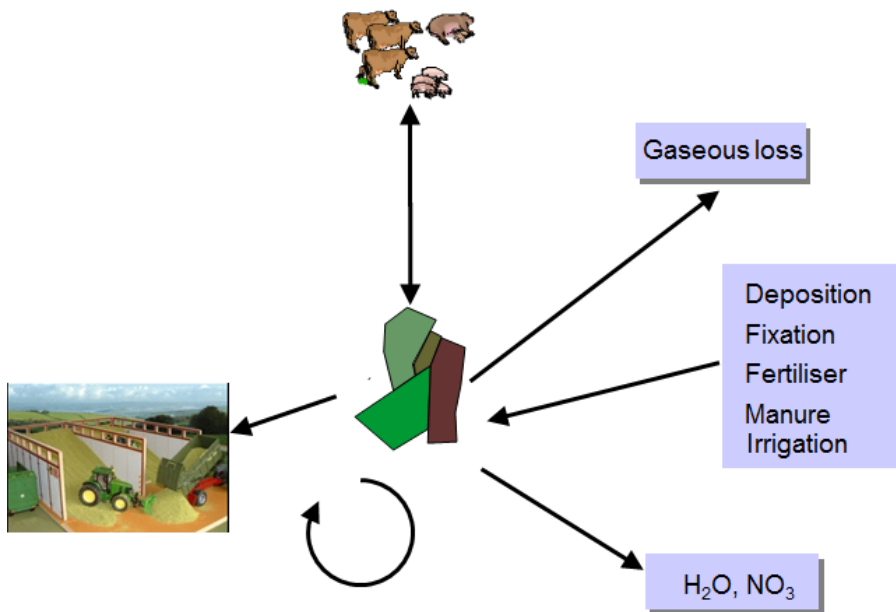 Gaseous loss
Deposition
Fixation
Fertiliser
Manure
Irrigation
H₂O, NO₃